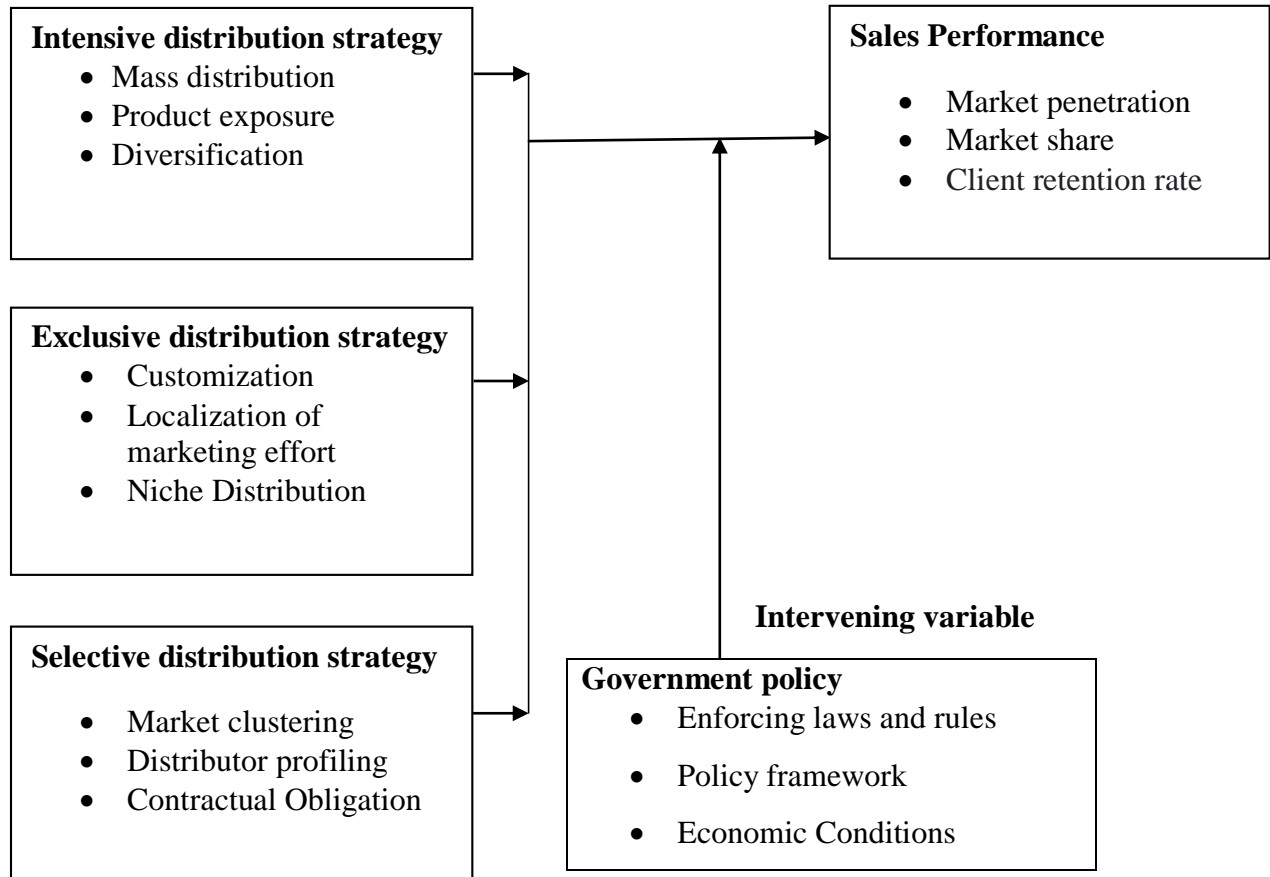 Intensive distribution strategy
• Mass distribution
• Product exposure
• Diversification
Sales Performance
• Market penetration
• Market share
• Client retention rate
Exclusive distribution strategy
• Customization
• Localization of
marketing effort
• Niche Distribution
Selective distribution strategy
• Market clustering
• Distributor profiling
• Contractual Obligation
Intervening variable
Government policy
• Enforcing laws and rules
• Policy framework
• Economic Conditions